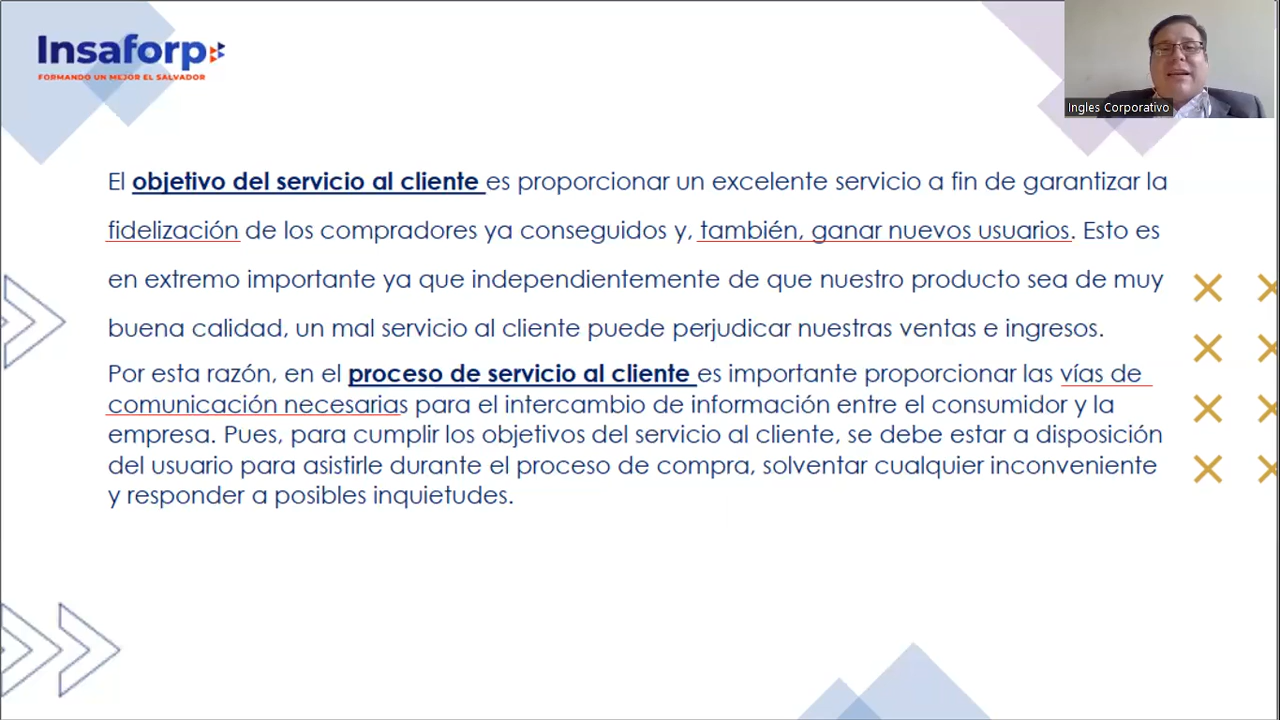 Insaforp
FORMANDO UN MEJOR EL SALVADOR
Ingles Corporativo
El objetivo del servicio al cliente es proporcionar un excelente servicio a fin de garantizar la
fidelización de los compradores ya conseguidos y, también, ganar nuevos usuarios. Esto es
en extremo importante ya que independientemente de que nuestro producto sea de muy
buena calidad, un mal servicio al cliente puede perjudicar nuestras ventas e ingresos.
Por esta razón, en el proceso de servicio al cliente es importante proporcionar las vías de
comunicación necesarias para el intercambio de información entre el consumidor y la
empresa. Pues, para cumplir los objetivos del servicio al cliente, se debe estar a disposición
del usuario para asistirle durante el proceso de compra, solventar cualquier inconveniente
y responder a posibles inquietudes.